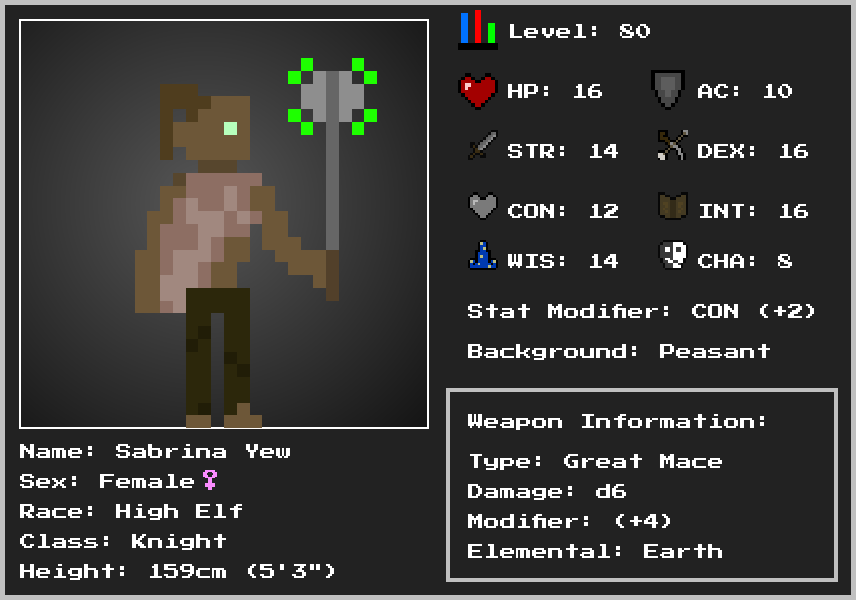 Level: 80
HP: 16
AC: 10
STR: 14
DEX: 16
CON: 12
INT: 16
WIS: 14
CHA: 8
Stat Modifier: CON (+2)
Background: Peasant
Name: Sabrina Yew
Sex: Female♀
Race: High Elf
Class: Knight
Height: 159cm (5'3")
Weapon Information:
Type: Great Mace
Damage: d6
Modifier: (+4)
Elemental: Earth